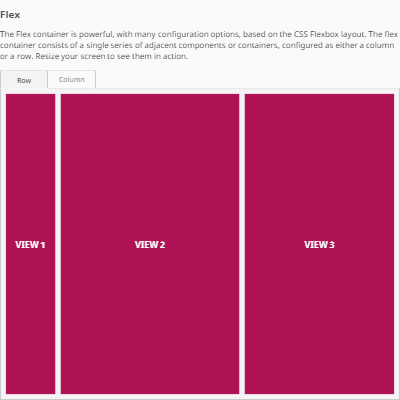 Flex
The Flex container is powerful, with many configuration options, based on the CSS Flexbox layout. The flex
container consists of a single series of adjacent components or containers, configured as either a column
or a row. Resize your screen to see them in action.
Row Column
VIEW 1 VIEW 2 VIEW 3